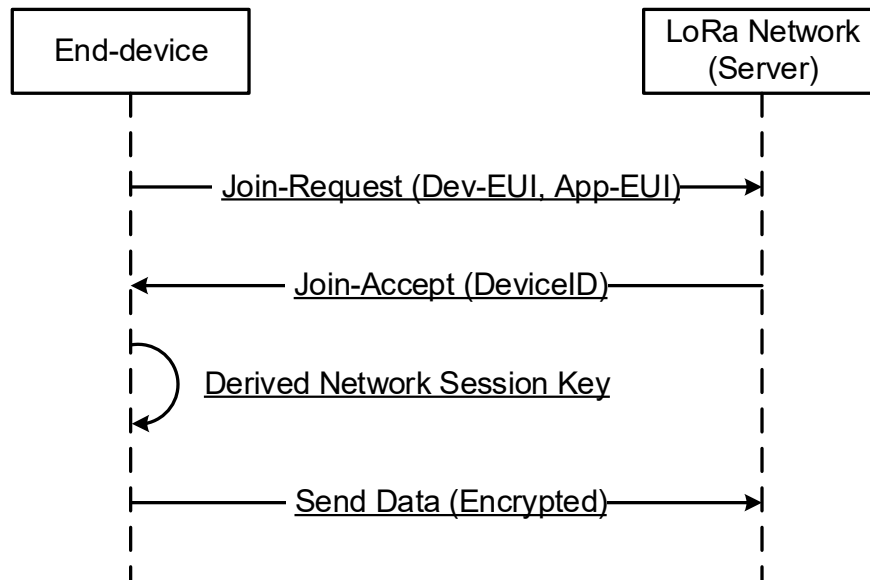 End-device
LoRa Network
(Server)
Join-Request (Dev-EUI, App-EUI)
Join-Accept (DeviceID)
Derived Network Session Key
Send Data (Encrypted)